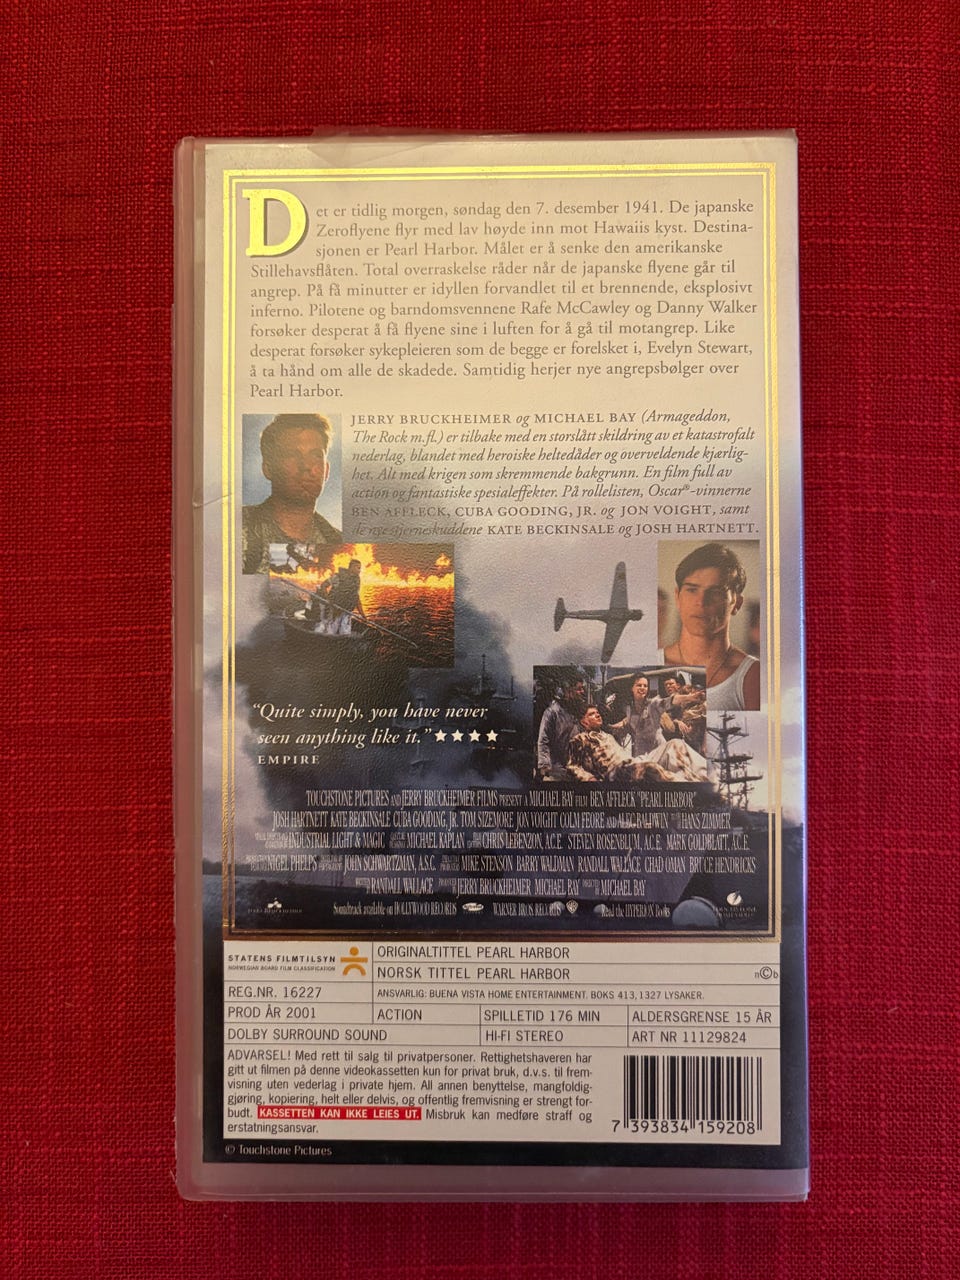 Det er tidlig morgen, søndag den 7. desember 1941. De japanske
Zeroflyene flyr med lav høyde inn mot Hawaiis kyst. Destina-
sjonen er Pearl Harbor. Målet er å senke den amerikanske
Stillehavsflåten. Total overraskelse råder når de japanske flyene går til
angrep. På få minutter er idyllen forvandlet til et brennende, eksplosivt
inferno. Pilotene og barndomsvennene Rafe McCawley og Danny Walker
forsøker desperat å få flyene sine i luften for å gå til motangrep. Like
desperat forsøker sykepleieren som de begge er forelsket i, Evelyn Stewart,
å ta hånd om alle de skadede. Samtidig herjer nye angrepsbølger over
Pearl Harbor.
JERRY BRUCKHEIMER og MICHAEL BAY (Armageddon,
The Rock m.fl.) er tilbake med en storslått skildring av et katastrofalt
nederlag, blandet med heroiske heltedåder og overveldende kjærlig-
het. Alt med krigen som skremmende bakgrunn. En film full av
action og fantastiske spesialeffekter. På rollelisten, Oscar®-vinnerne
BEN AFFLECK, CUBA GOODING, JR. og JON VOIGHT, samt
de nye stjerneskuddene KATE BECKINSALE og JOSH HARTNETT.
"Quite simply, you have never
seen anything like it." ★★★★
EMPIRE
TOUCHSTONE PICTURES AND JERRY BRUCKHEIMER FILMS PRESENT A MICHAEL BAY FILM BEN AFFLECK "PEARL HARBOR"
JOSH HARTNETT KATE BECKINSALE CUBA GOODING, JR. TOM SIZEMORE JON VOIGHT COLM FEORE AND ALEC BALDWIN HANS ZIMMER
INDUSTRIAL LIGHT & MAGIC MICHAEL KAPLAN CHRIS LEBENZON, A.C.E. STEVEN ROSENBLUM, A.C.E. MARK GOLDBLATT, A.C.E.
NIGEL PHELPS JOHN SCHWARTZMAN, A.S.C. MIKE STENSON BARRY WALDMAN RANDALL WALLACE CHAD OMAN BRUCE HENDRICKS
RANDALL WALLACE JERRY BRUCKHEIMER MICHAEL BAY MICHAEL BAY
Soundtrack available on HOLLYWOOD RECORDS WARNER BROS. RECORDS Read the HYPERION Books
JERRY BRUCKHEIMER
STATENS FILMTILSYN
NORWEGIAN BOARD FILM CLASSIFICATION
ORIGINALTITTEL PEARL HARBOR
NORSK TITTEL PEARL HARBOR
n©b
REG.NR. 16227
ANSVARLIG: BUENA VISTA HOME ENTERTAINMENT. BOKS 413, 1327 LYSAKER.
PROD ÅR 2001
ACTION
SPILLETID 176 MIN
ALDERSGRENSE 15 ÅR
DOLBY SURROUND SOUND
HI-FI STEREO
ART NR 11129824
ADVARSEL! Med rett til salg til privatpersoner. Rettighetshaveren har
gitt ut filmen på denne videokassetten kun for privat bruk, d.v.s. til frem-
visning uten vederlag i private hjem. All annen benyttelse, mangfoldig-
gjøring, kopiering, helt eller delvis, og offentlig fremvisning er strengt for-
budt. KASSETTEN KAN IKKE LEIES UT. Misbruk kan medføre straff og
erstatningsansvar.
7 393834 159208
© Touchstone Pictures